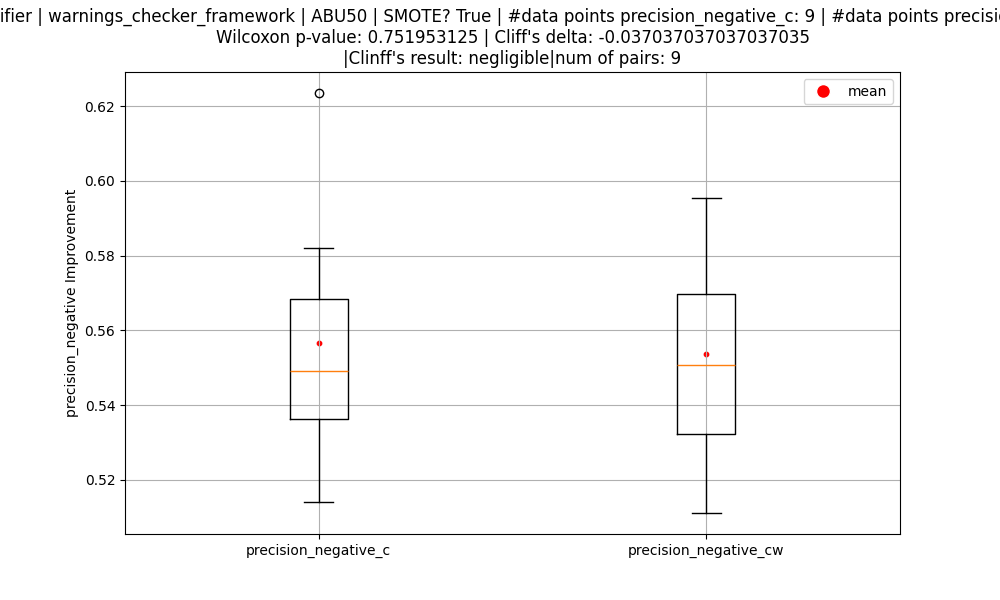 | warnings_checker_framework | ABU50 | SMOTE? True | #data points precision_negative_c: 9 | #data points
Wilcoxon p-value: 0.751953125 | Cliff's delta: -0.037037037037037035
|Clinff's result: negligible|num of pairs: 9
mean
0.62
0.60
0.58
0.56
0.54
0.52
precision_negative Improvement
precision_negative_c
precision_negative_cw